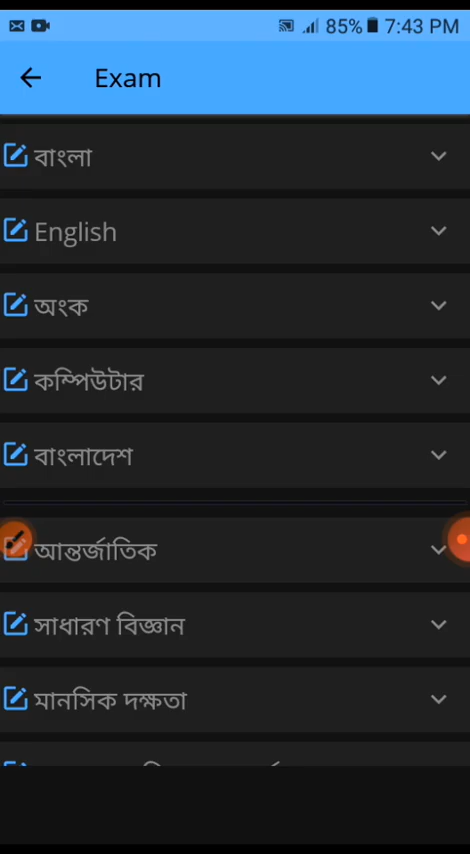 85% 7:43 PM
Exam
বাংলা
English
অংক
কম্পিউটার
বাংলাদেশ
আন্তর্জাতিক
সাধারণ বিজ্ঞান
মানসিক দক্ষতা